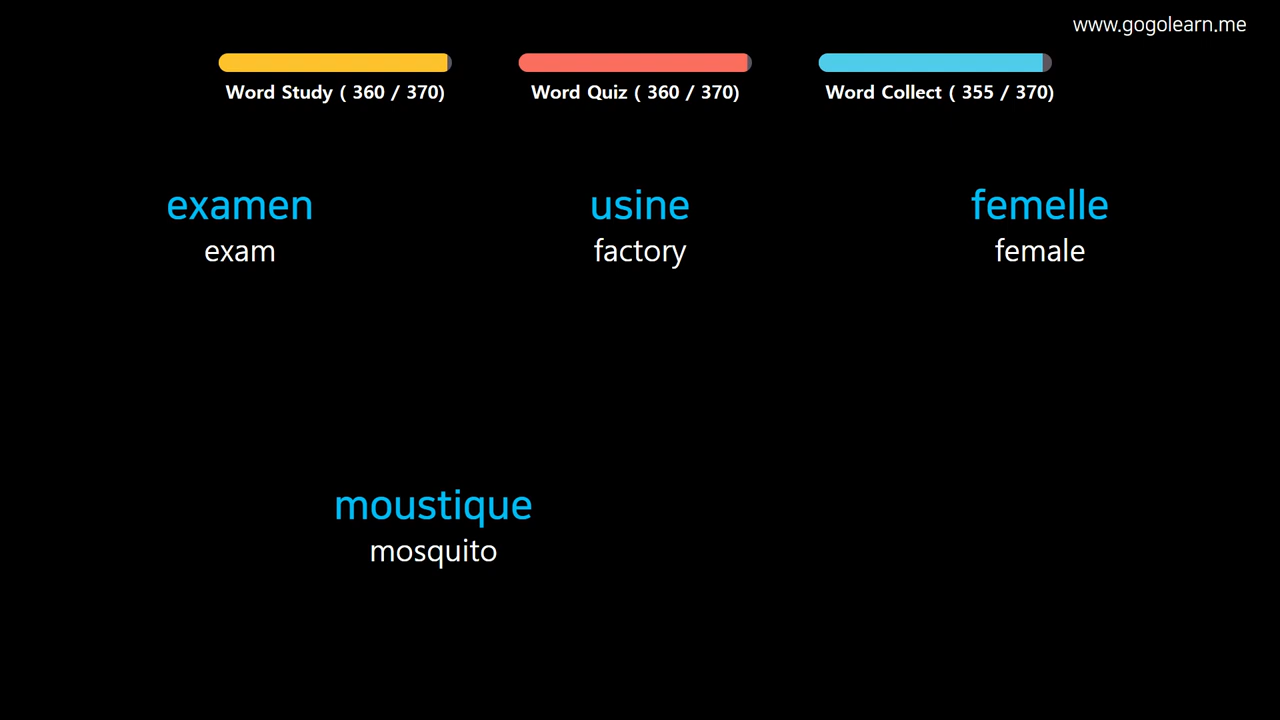 www.gogolearn.me
Word Study ( 360 / 370) Word Quiz ( 360 / 370) Word Collect ( 355 / 370)
examen usine femelle
exam factory female
moustique
mosquito